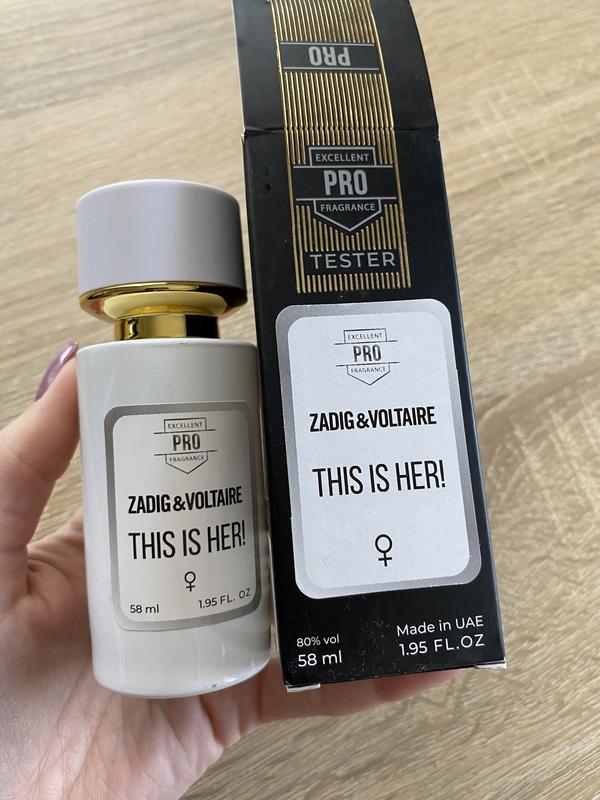 PRO
EXCELLENT
PRO
FRAGRANCE
TESTER
EXCELLENT
PRO
FRAGRANCE
ZADIG & VOLTAIRE
THIS IS HER!
80% vol
58 ml
Made in UAE
1.95 FL.OZ
EXCELLENT
PRO
FRAGRANCE
ZADIG & VOLTAIRE
THIS IS HER!
58 ml
1.95 FL. OZ